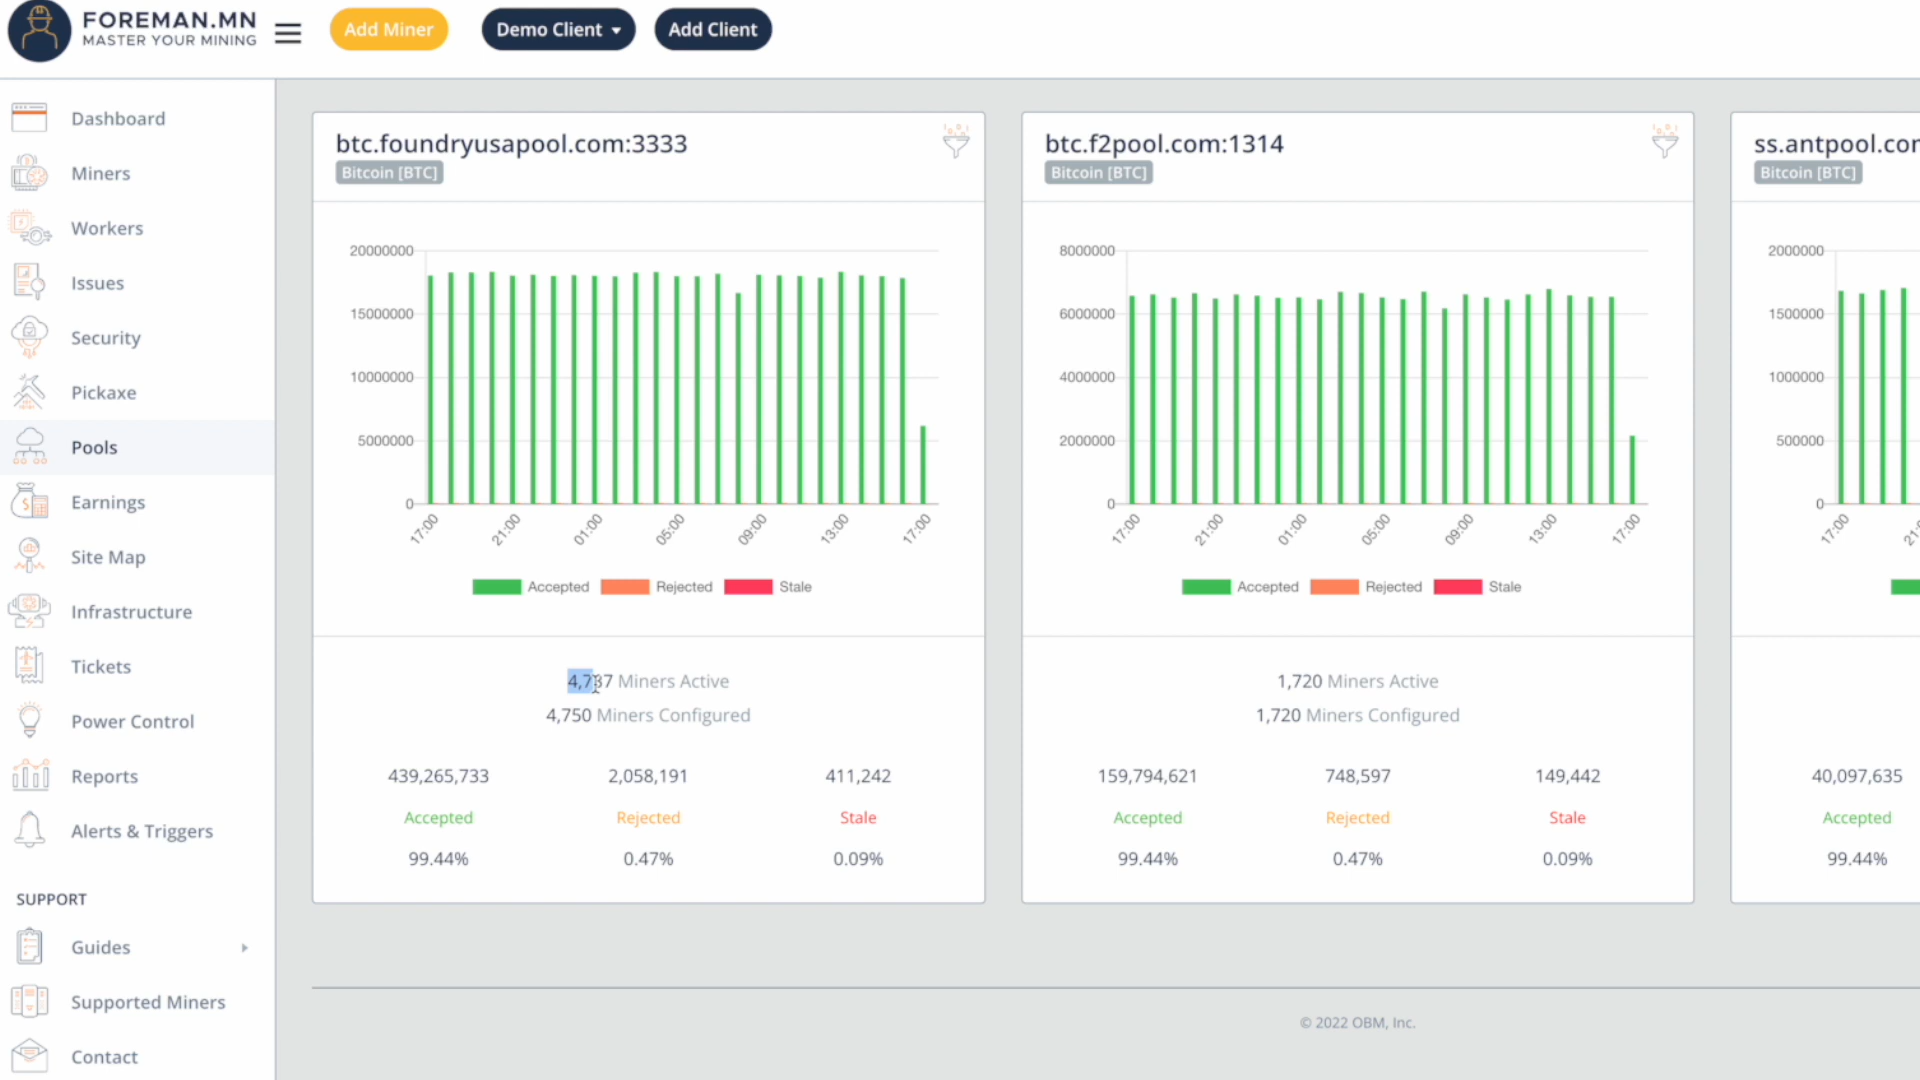 FOREMAN.MN
MASTER YOUR MINING
Add Miner
Demo Client
Add Client
Dashboard
Miners
Workers
Issues
Security
Pickaxe
Pools
Earnings
Site Map
Infrastructure
Tickets
Power Control
Reports
Alerts & Triggers
SUPPORT
Guides
Supported Miners
Contact
btc.foundryusapool.com:3333
Bitcoin [BTC]
20000000
15000000
10000000
5000000
0
17:00 21:00 01:00 05:00 09:00 13:00 17:00
Accepted Rejected Stale
4,737 Miners Active
4,750 Miners Configured
439,265,733 2,058,191 411,242
Accepted Rejected Stale
99.44% 0.47% 0.09%
btc.f2pool.com:1314
Bitcoin [BTC]
8000000
6000000
4000000
2000000
0
17:00 21:00 01:00 05:00 09:00 13:00 17:00
Accepted Rejected Stale
1,720 Miners Active
1,720 Miners Configured
159,794,621 748,597 149,442
Accepted Rejected Stale
99.44% 0.47% 0.09%
ss.antpool.co
Bitcoin [BTC]
2000000
1500000
1000000
500000
0
17:00
40,097,635
Accepted
99.44%
© 2022 OBM, Inc.